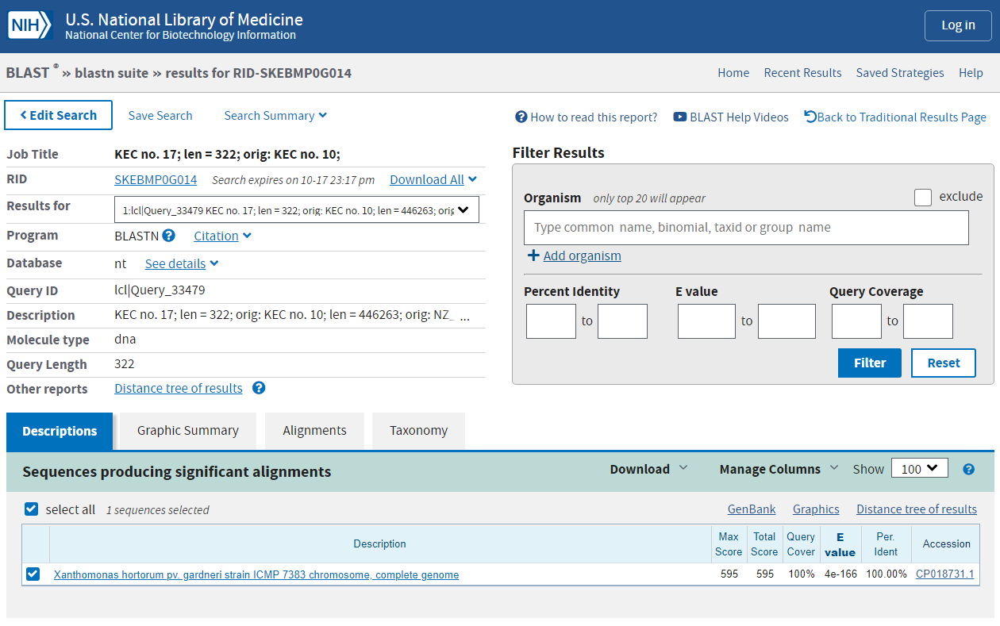 NIH
U.S. National Library of Medicine
National Center for Biotechnology Information
Log in
BLAST ® » blastn suite » results for RID-SKEBMP0G014
Home Recent Results Saved Strategies Help
Edit Search Save Search Search Summary
How to read this report? BLAST Help Videos Back to Traditional Results Page
Job Title KEC no. 17; len = 322; orig: KEC no. 10;
RID SKEBMP0G014 Search expires on 10-17 23:17 pm Download All
Results for 1:lcl|Query_33479 KEC no. 17; len = 322; orig: KEC no. 10; len = 446263; orig
Program BLASTN ? Citation
Database nt See details
Query ID lcl|Query_33479
Description KEC no. 17; len = 322; orig: KEC no. 10; len = 446263; orig: NZ_ ...
Molecule type dna
Query Length 322
Other reports Distance tree of results ?
Filter Results
Organism only top 20 will appear exclude
Type common name, binomial, taxid or group name
+ Add organism
Percent Identity E value Query Coverage
to to to
Filter Reset
Descriptions Graphic Summary Alignments Taxonomy
Sequences producing significant alignments Download Manage Columns Show 100 ?
select all 1 sequences selected GenBank Graphics Distance tree of results
Description Max Score Total Score Query Cover E value Per. Ident Accession
Xanthomonas hortorum pv. gardneri strain ICMP 7383 chromosome, complete genome 595 595 100% 4e-166 100.00% CP018731.1